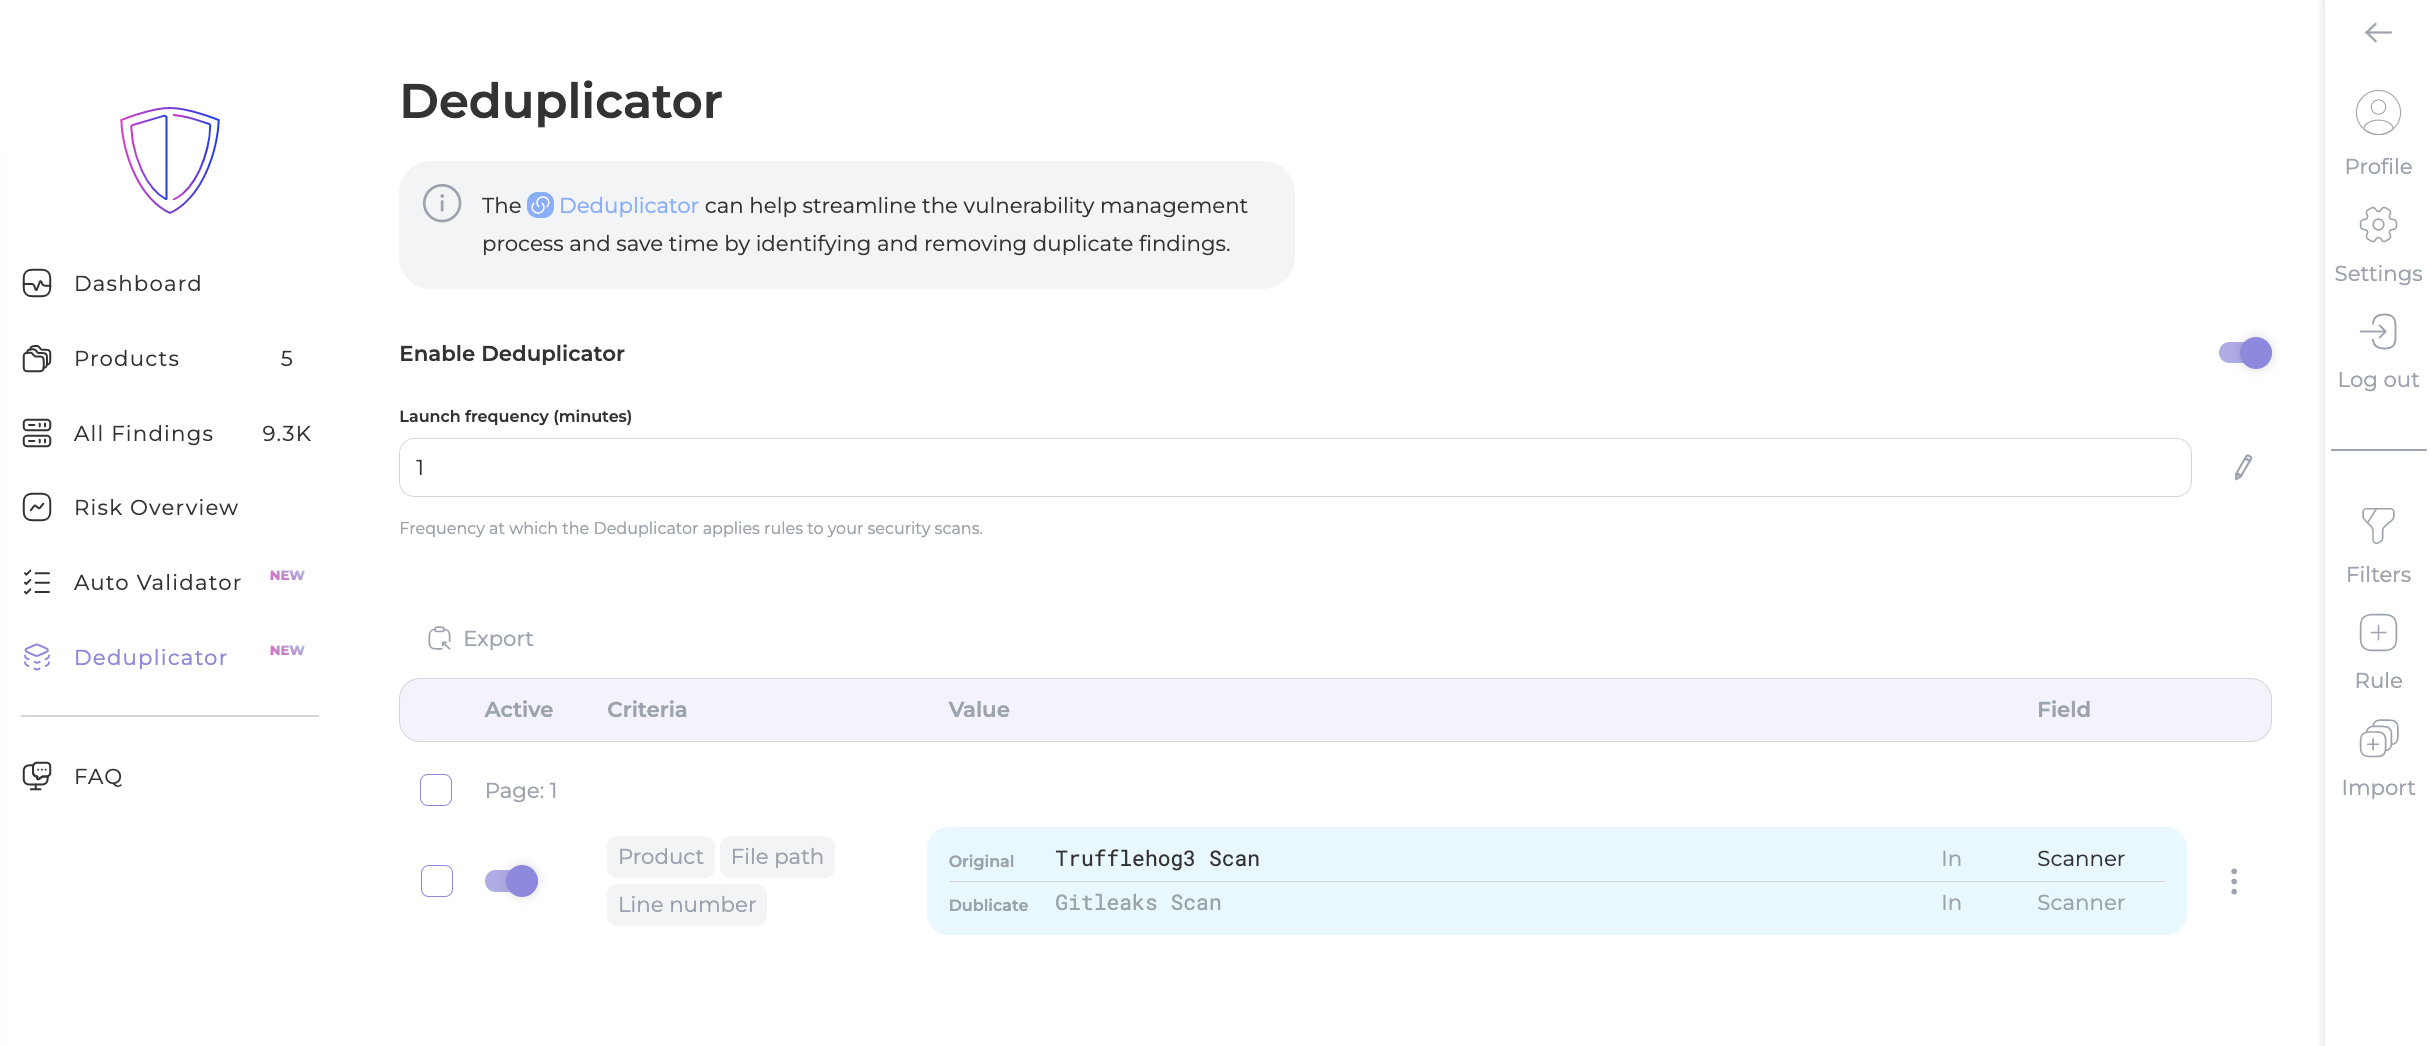 Deduplicator
The Deduplicator can help streamline the vulnerability management
process and save time by identifying and removing duplicate findings.
Dashboard
Products 5
All Findings 9.3K
Risk Overview
Auto Validator NEW
Deduplicator NEW
FAQ
Enable Deduplicator
Launch frequency (minutes)
1
Frequency at which the Deduplicator applies rules to your security scans.
Export
Active Criteria Value Field
Page: 1
Product File path
Line number
Original Trufflehog3 Scan In Scanner
Dublicate Gitleaks Scan In Scanner
Profile
Settings
Log out
Filters
Rule
Import